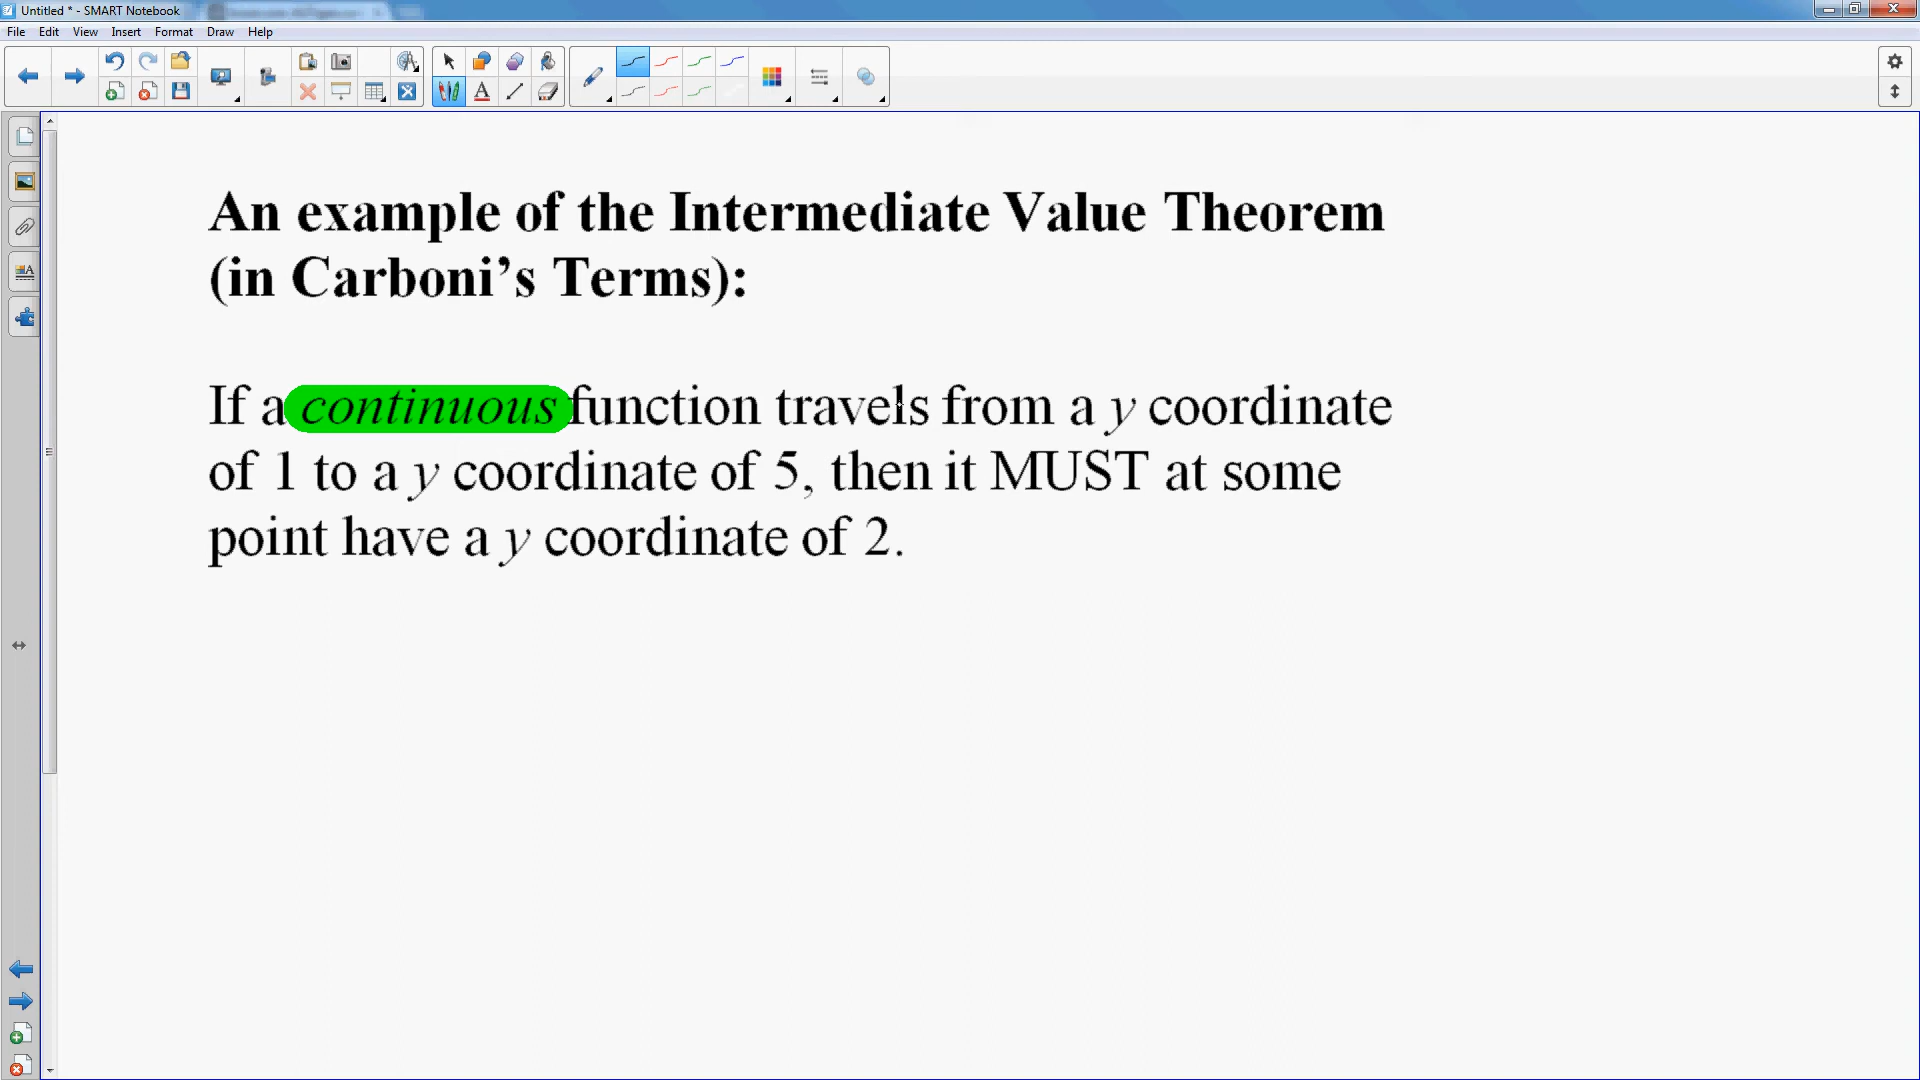 Untitled * - SMART Notebook
File Edit View Insert Format Draw Help
An example of the Intermediate Value Theorem
(in Carboni’s Terms):
If a continuous function travels from a y coordinate
of 1 to a y coordinate of 5, then it MUST at some
point have a y coordinate of 2.